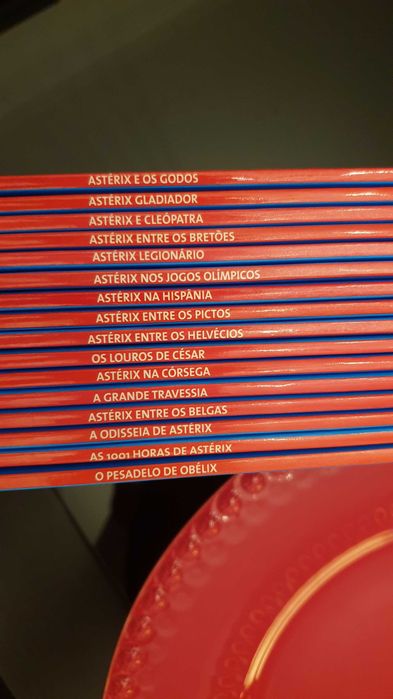 ASTÉRIX E OS GODOS
ASTÉRIX GLADIADOR
ASTÉRIX E CLEÓPATRA
ASTÉRIX ENTRE OS BRETÕES
ASTÉRIX LEGIONÁRIO
ASTÉRIX NOS JOGOS OLÍMPICOS
ASTÉRIX NA HISPÂNIA
ASTÉRIX ENTRE OS PICTOS
ASTÉRIX ENTRE OS HELVÉCIOS
OS LOUROS DE CÉSAR
ASTÉRIX NA CÓRSEGA
A GRANDE TRAVESSIA
ASTÉRIX ENTRE OS BELGAS
A ODISSEIA DE ASTÉRIX
AS 1001 HORAS DE ASTÉRIX
O PESADELO DE OBÉLIX